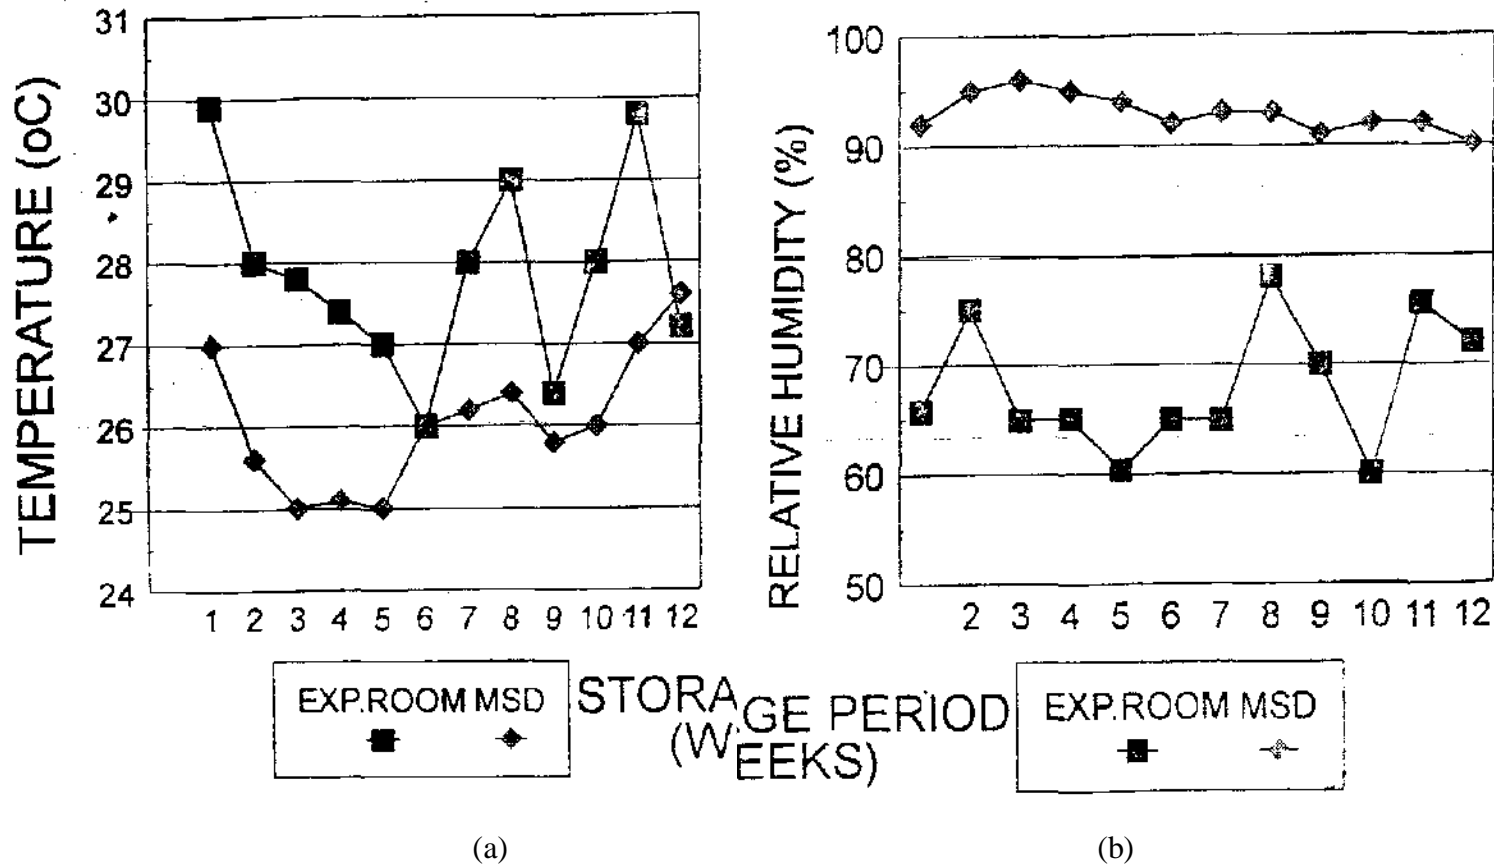 TEMPERATURE (oC)
31
30
29
28
27
26
25
24
1 2 3 4 5 6 7 8 9 10 11 12
RELATIVE HUMIDITY (%)
100
90
80
70
60
50
2 3 4 5 6 7 8 9 10 11 12
EXP.ROOM MSD
STORAGE PERIOD
(WEEKS)
EXP.ROOM MSD
(a)
(b)